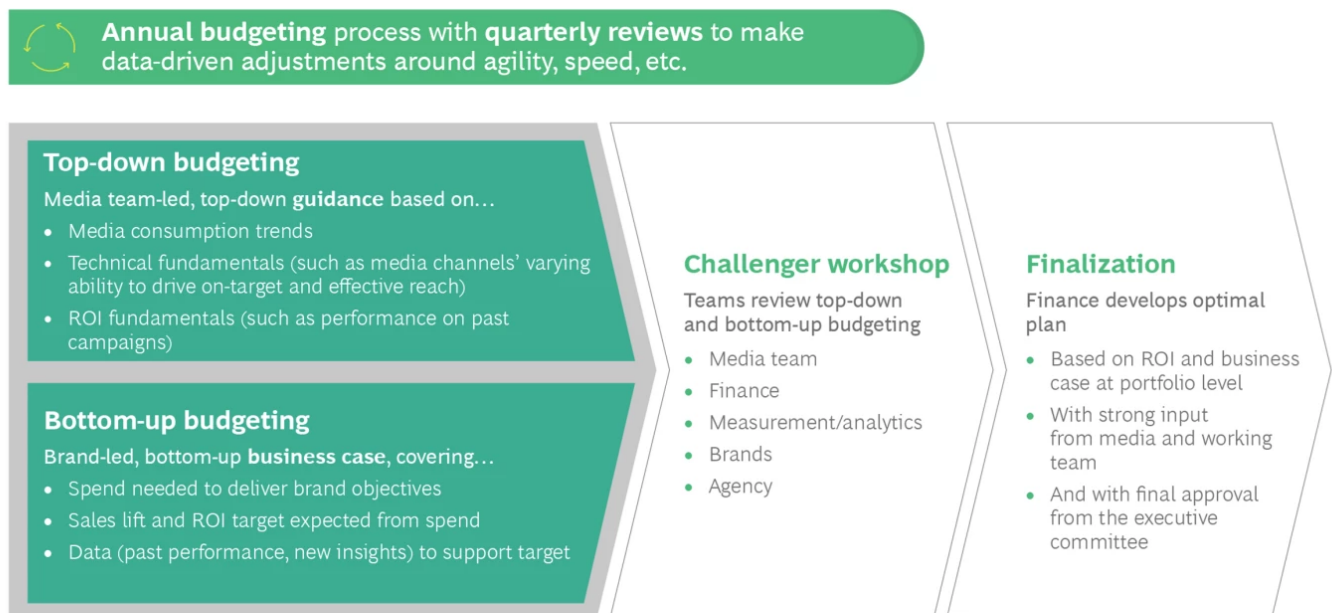 Annual budgeting process with quarterly reviews to make
data-driven adjustments around agility, speed, etc.
Top-down budgeting
Media team-led, top-down guidance based on…
• Media consumption trends
• Technical fundamentals (such as media channels’ varying
ability to drive on-target and effective reach)
• ROI fundamentals (such as performance on past
campaigns)
Bottom-up budgeting
Brand-led, bottom-up business case, covering…
• Spend needed to deliver brand objectives
• Sales lift and ROI target expected from spend
• Data (past performance, new insights) to support target
Challenger workshop
Teams review top-down
and bottom-up budgeting
• Media team
• Finance
• Measurement/analytics
• Brands
• Agency
Finalization
Finance develops optimal
plan
• Based on ROI and business
case at portfolio level
• With strong input
from media and working
team
• And with final approval
from the executive
committee